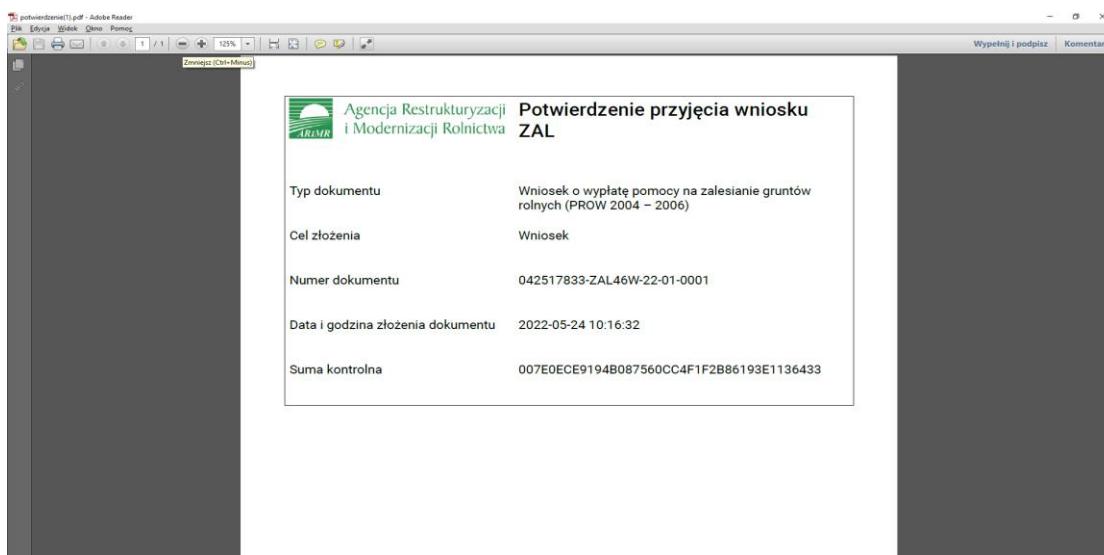 potwierdzenie(1).pdf - Adobe Reader
Plik Edycja Widok Okno Pomoc
1 / 1 125% Wypełnij i podpisz Komentar
Zmniejsz (Ctrl+Minus)
ARiMR
Agencja Restrukturyzacji
i Modernizacji Rolnictwa
Potwierdzenie przyjęcia wniosku
ZAL
Typ dokumentu
Wniosek o wypłatę pomocy na zalesianie gruntów
rolnych (PROW 2004 – 2006)
Cel złożenia
Wniosek
Numer dokumentu
042517833-ZAL46W-22-01-0001
Data i godzina złożenia dokumentu
2022-05-24 10:16:32
Suma kontrolna
007E0ECE9194B087560CC4F1F2B86193E1136433